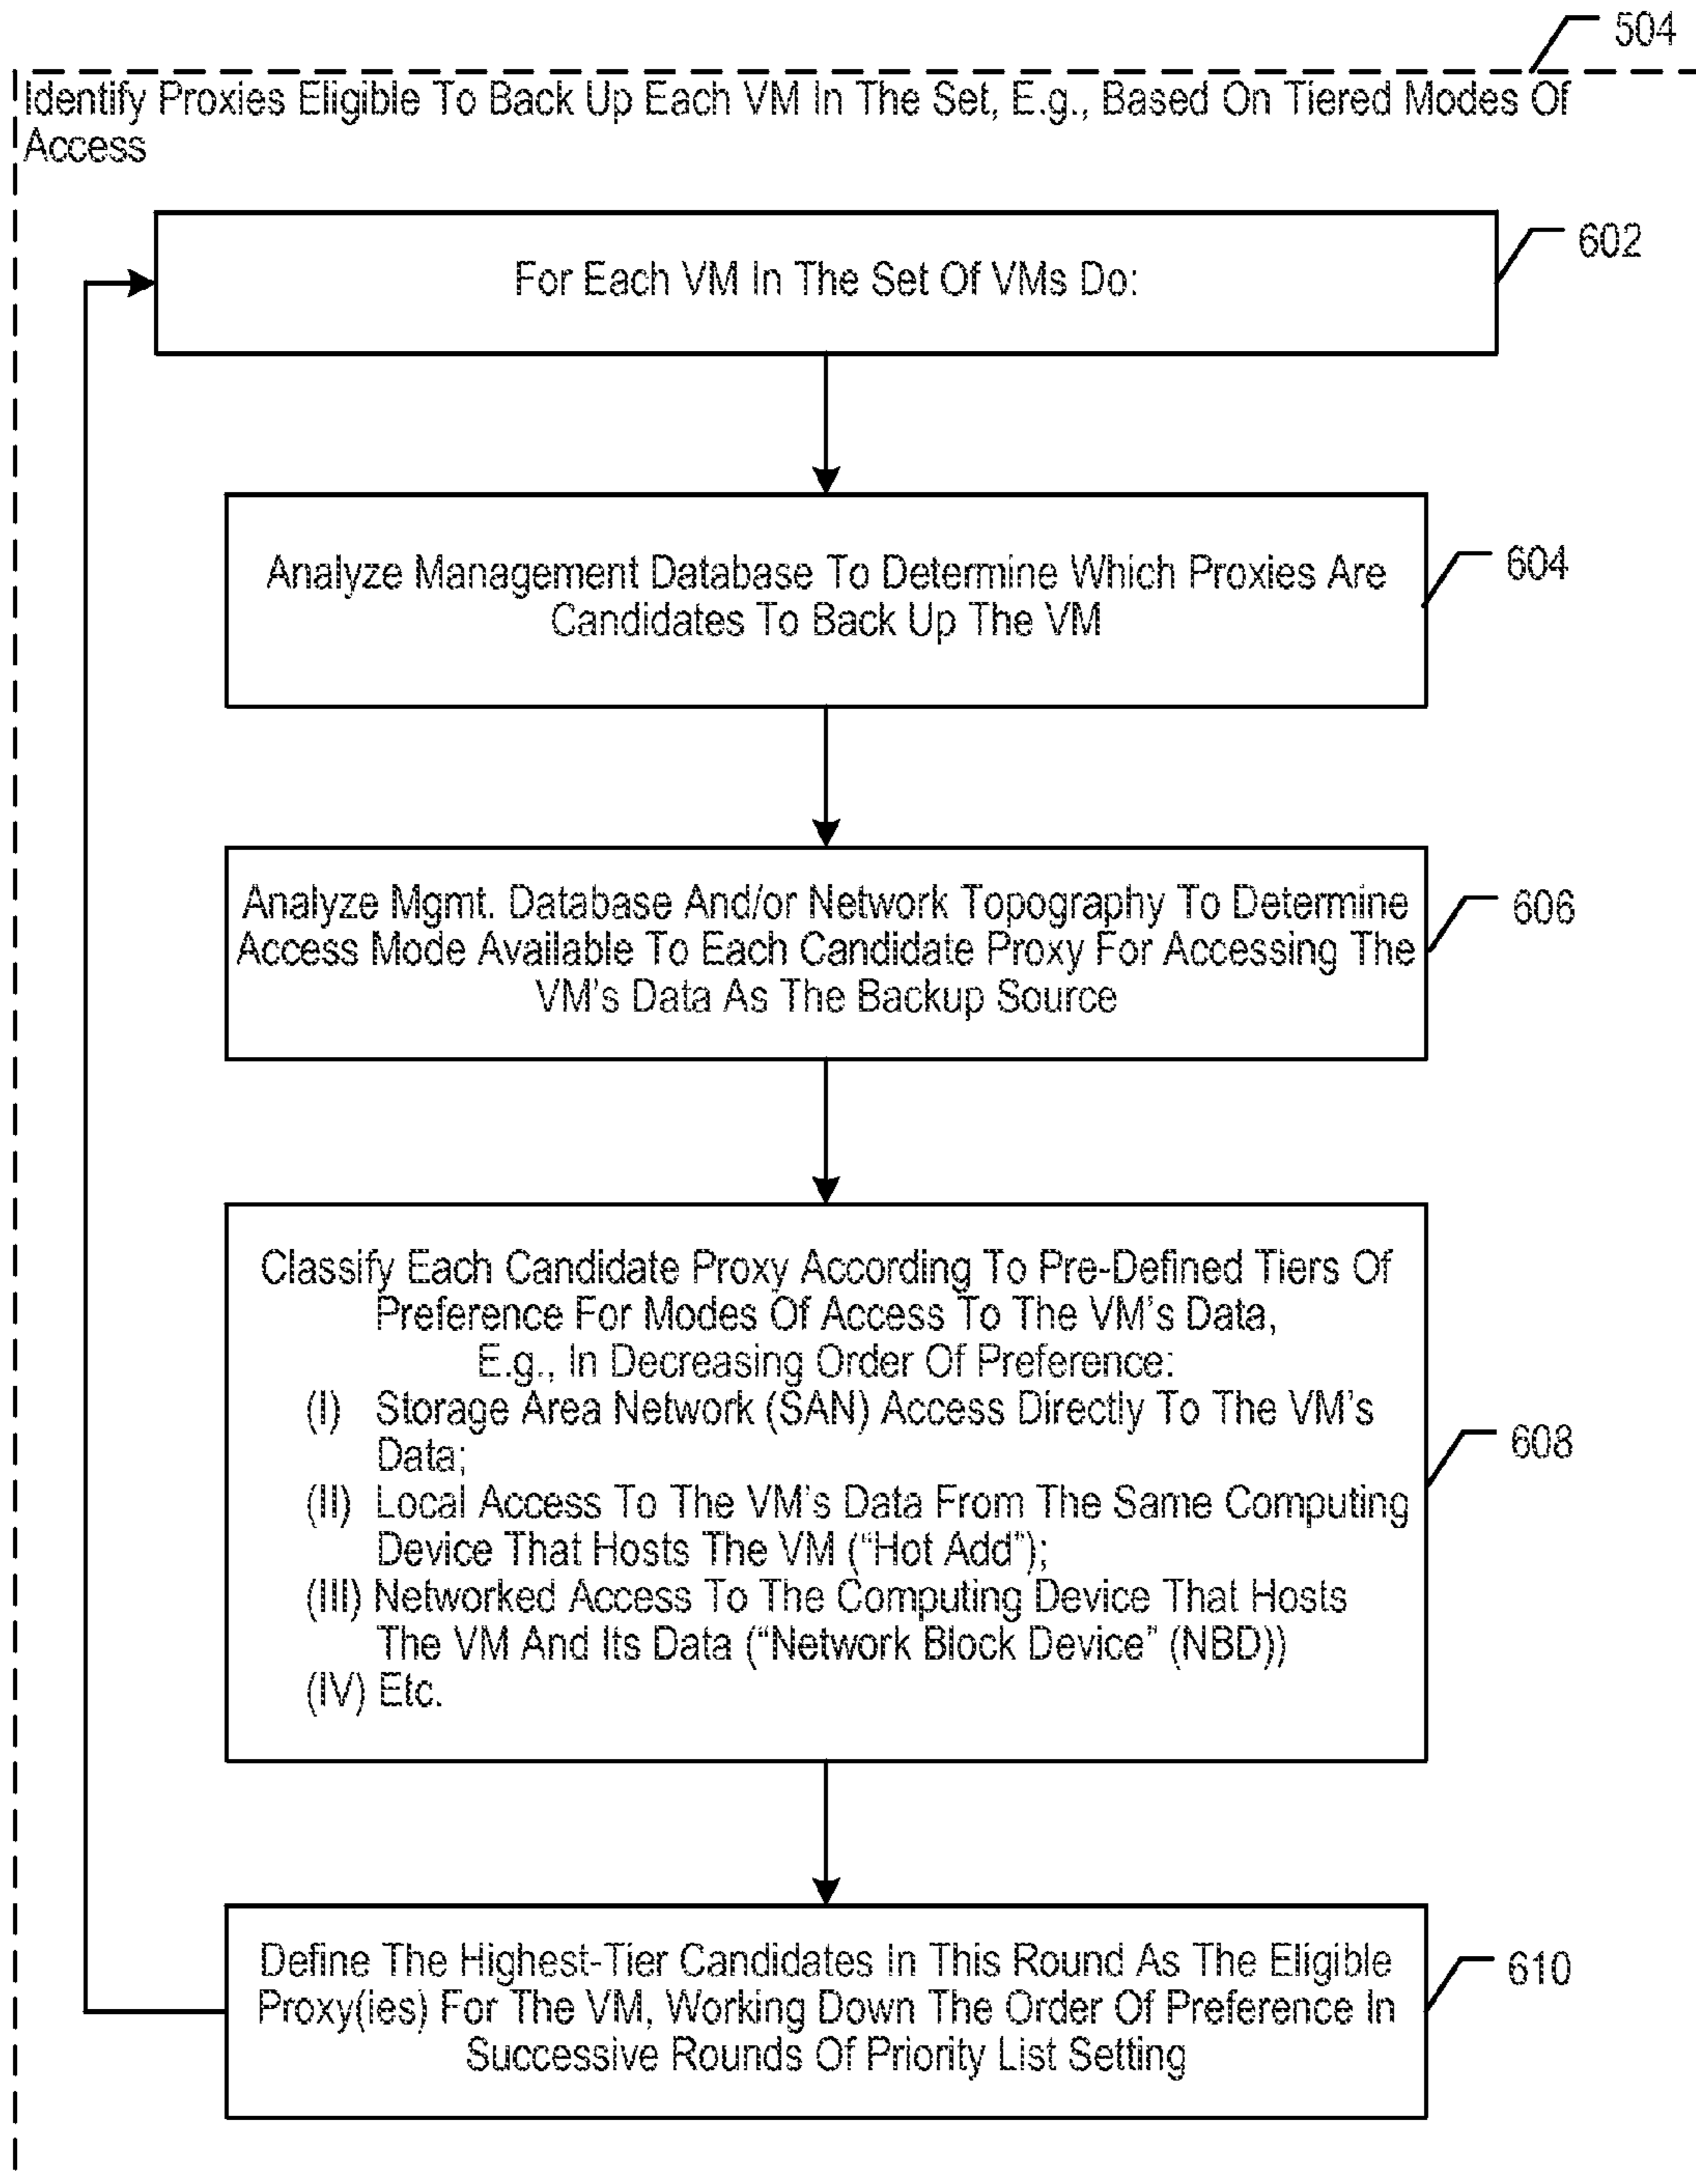 504
Identify Proxies Eligible To Back Up Each VM In The Set, E.g., Based On Tiered Modes Of
Access
602
For Each VM In The Set Of VMs Do:
604
Analyze Management Database To Determine Which Proxies Are
Candidates To Back Up The VM
606
Analyze Mgmt. Database And/or Network Topography To Determine
Access Mode Available To Each Candidate Proxy For Accessing The
VM's Data As The Backup Source
Classify Each Candidate Proxy According To Pre-Defined Tiers Of
Preference For Modes Of Access To The VM's Data,
E.g., In Decreasing Order Of Preference:
(I) Storage Area Network (SAN) Access Directly To The VM's
Data;
608
(II) Local Access To The VM's Data From The Same Computing
Device That Hosts The VM ("Hot Add");
(III) Networked Access To The Computing Device That Hosts
The VM And Its Data ("Network Block Device" (NBD))
(IV) Etc.
Define The Highest-Tier Candidates In This Round As The Eligible
610
Proxy(ies) For The VM, Working Down The Order Of Preference In
Successive Rounds Of Priority List Setting